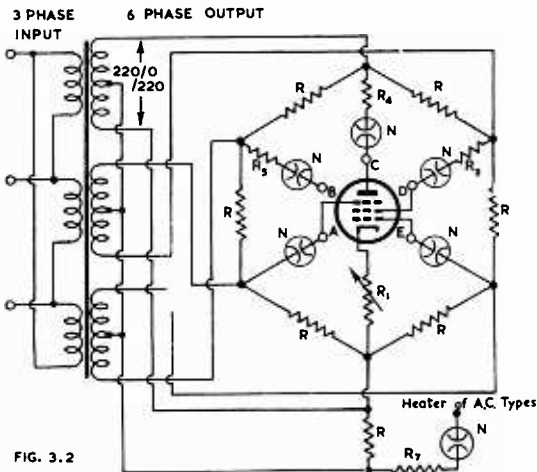 3 PHASE INPUT
6 PHASE OUTPUT
220/0
/220
R
R4
R
N
C
R5
N
B
N
R3
D
R
A
N
E
N
R
R1
R
R
Heater of A.C. Types
N
R
R7
FIG. 3.2